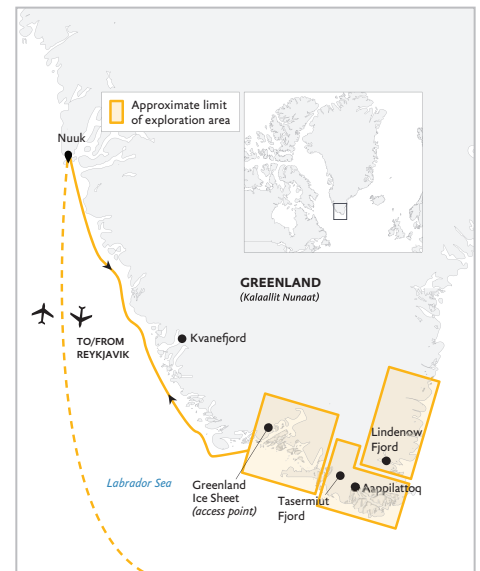 Approximate limit
of exploration area
Nuuk
GREENLAND
(Kalaallit Nunaat)
TO/FROM
REYKJAVIK
Kvanefjord
Lindenow
Fjord
Labrador Sea
Greenland
Ice Sheet
(access point)
Tasermiut
Fjord
Aappilattoq